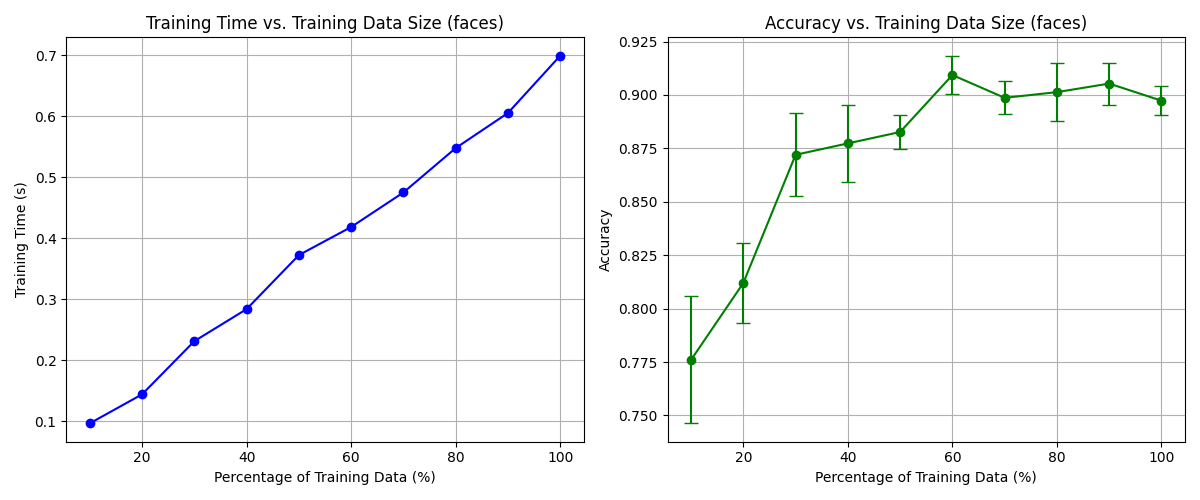 Training Time vs. Training Data Size (faces)
0.7
0.6
0.5
0.4
0.3
0.2
0.1
Training Time (s)
20 40 60 80 100
Percentage of Training Data (%)
Accuracy vs. Training Data Size (faces)
0.925
0.900
0.875
0.850
0.825
0.800
0.775
0.750
Accuracy
20 40 60 80 100
Percentage of Training Data (%)